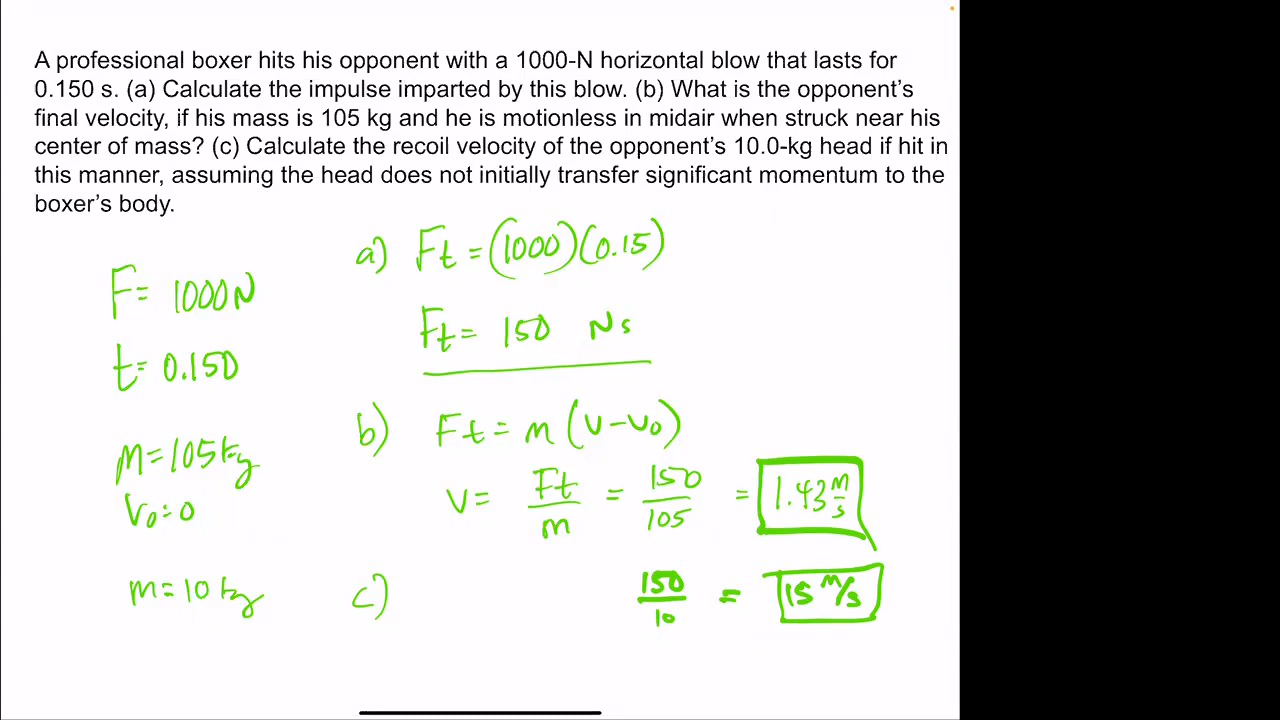 A professional boxer hits his opponent with a 1000-N horizontal blow that lasts for
0.150 s. (a) Calculate the impulse imparted by this blow. (b) What is the opponent's
final velocity, if his mass is 105 kg and he is motionless in midair when struck near his
center of mass? (c) Calculate the recoil velocity of the opponent's 10.0-kg head if hit in
this manner, assuming the head does not initially transfer significant momentum to the
boxer's body.
F= 1000N
t= 0.150
M=105kg
V₀=0
m=10 kg
a) Ft = (1000)(0.15)
Ft= 150 Ns
b) Ft = m (v-v₀)
v= Ft/m = 150/105 = 1.43 m/s
c) 150/10 = 15 m/s